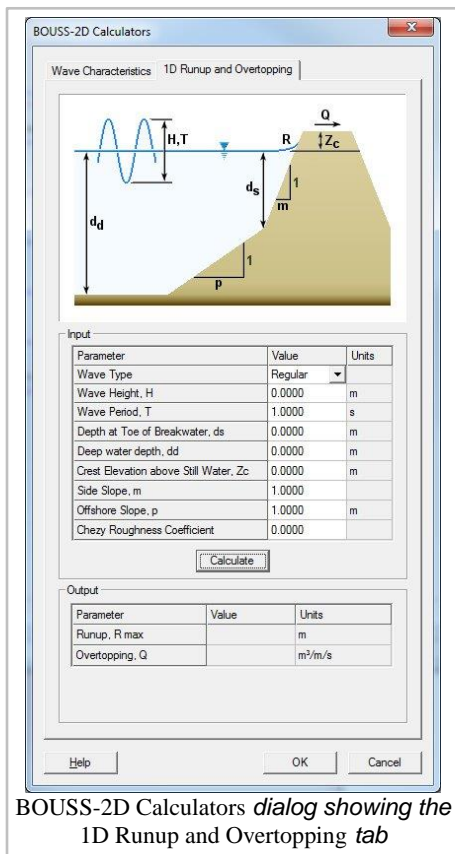 BOUSS-2D Calculators
x
Wave Characteristics 1D Runup and Overtopping
Q
H,T R Zc
ds 1
m
dd
1
p
Input
Parameter Value Units
Wave Type Regular
Wave Height, H 0.0000 m
Wave Period, T 1.0000 s
Depth at Toe of Breakwater, ds 0.0000 m
Deep water depth, dd 0.0000 m
Crest Elevation above Still Water, Zc 0.0000 m
Side Slope, m 1.0000
Offshore Slope, p 1.0000 m
Chezy Roughness Coefficient 0.0000
Calculate
Output
Parameter Value Units
Runup, R max m
Overtopping, Q m³/m/s
Help OK Cancel
BOUSS-2D Calculators dialog showing the
1D Runup and Overtopping tab